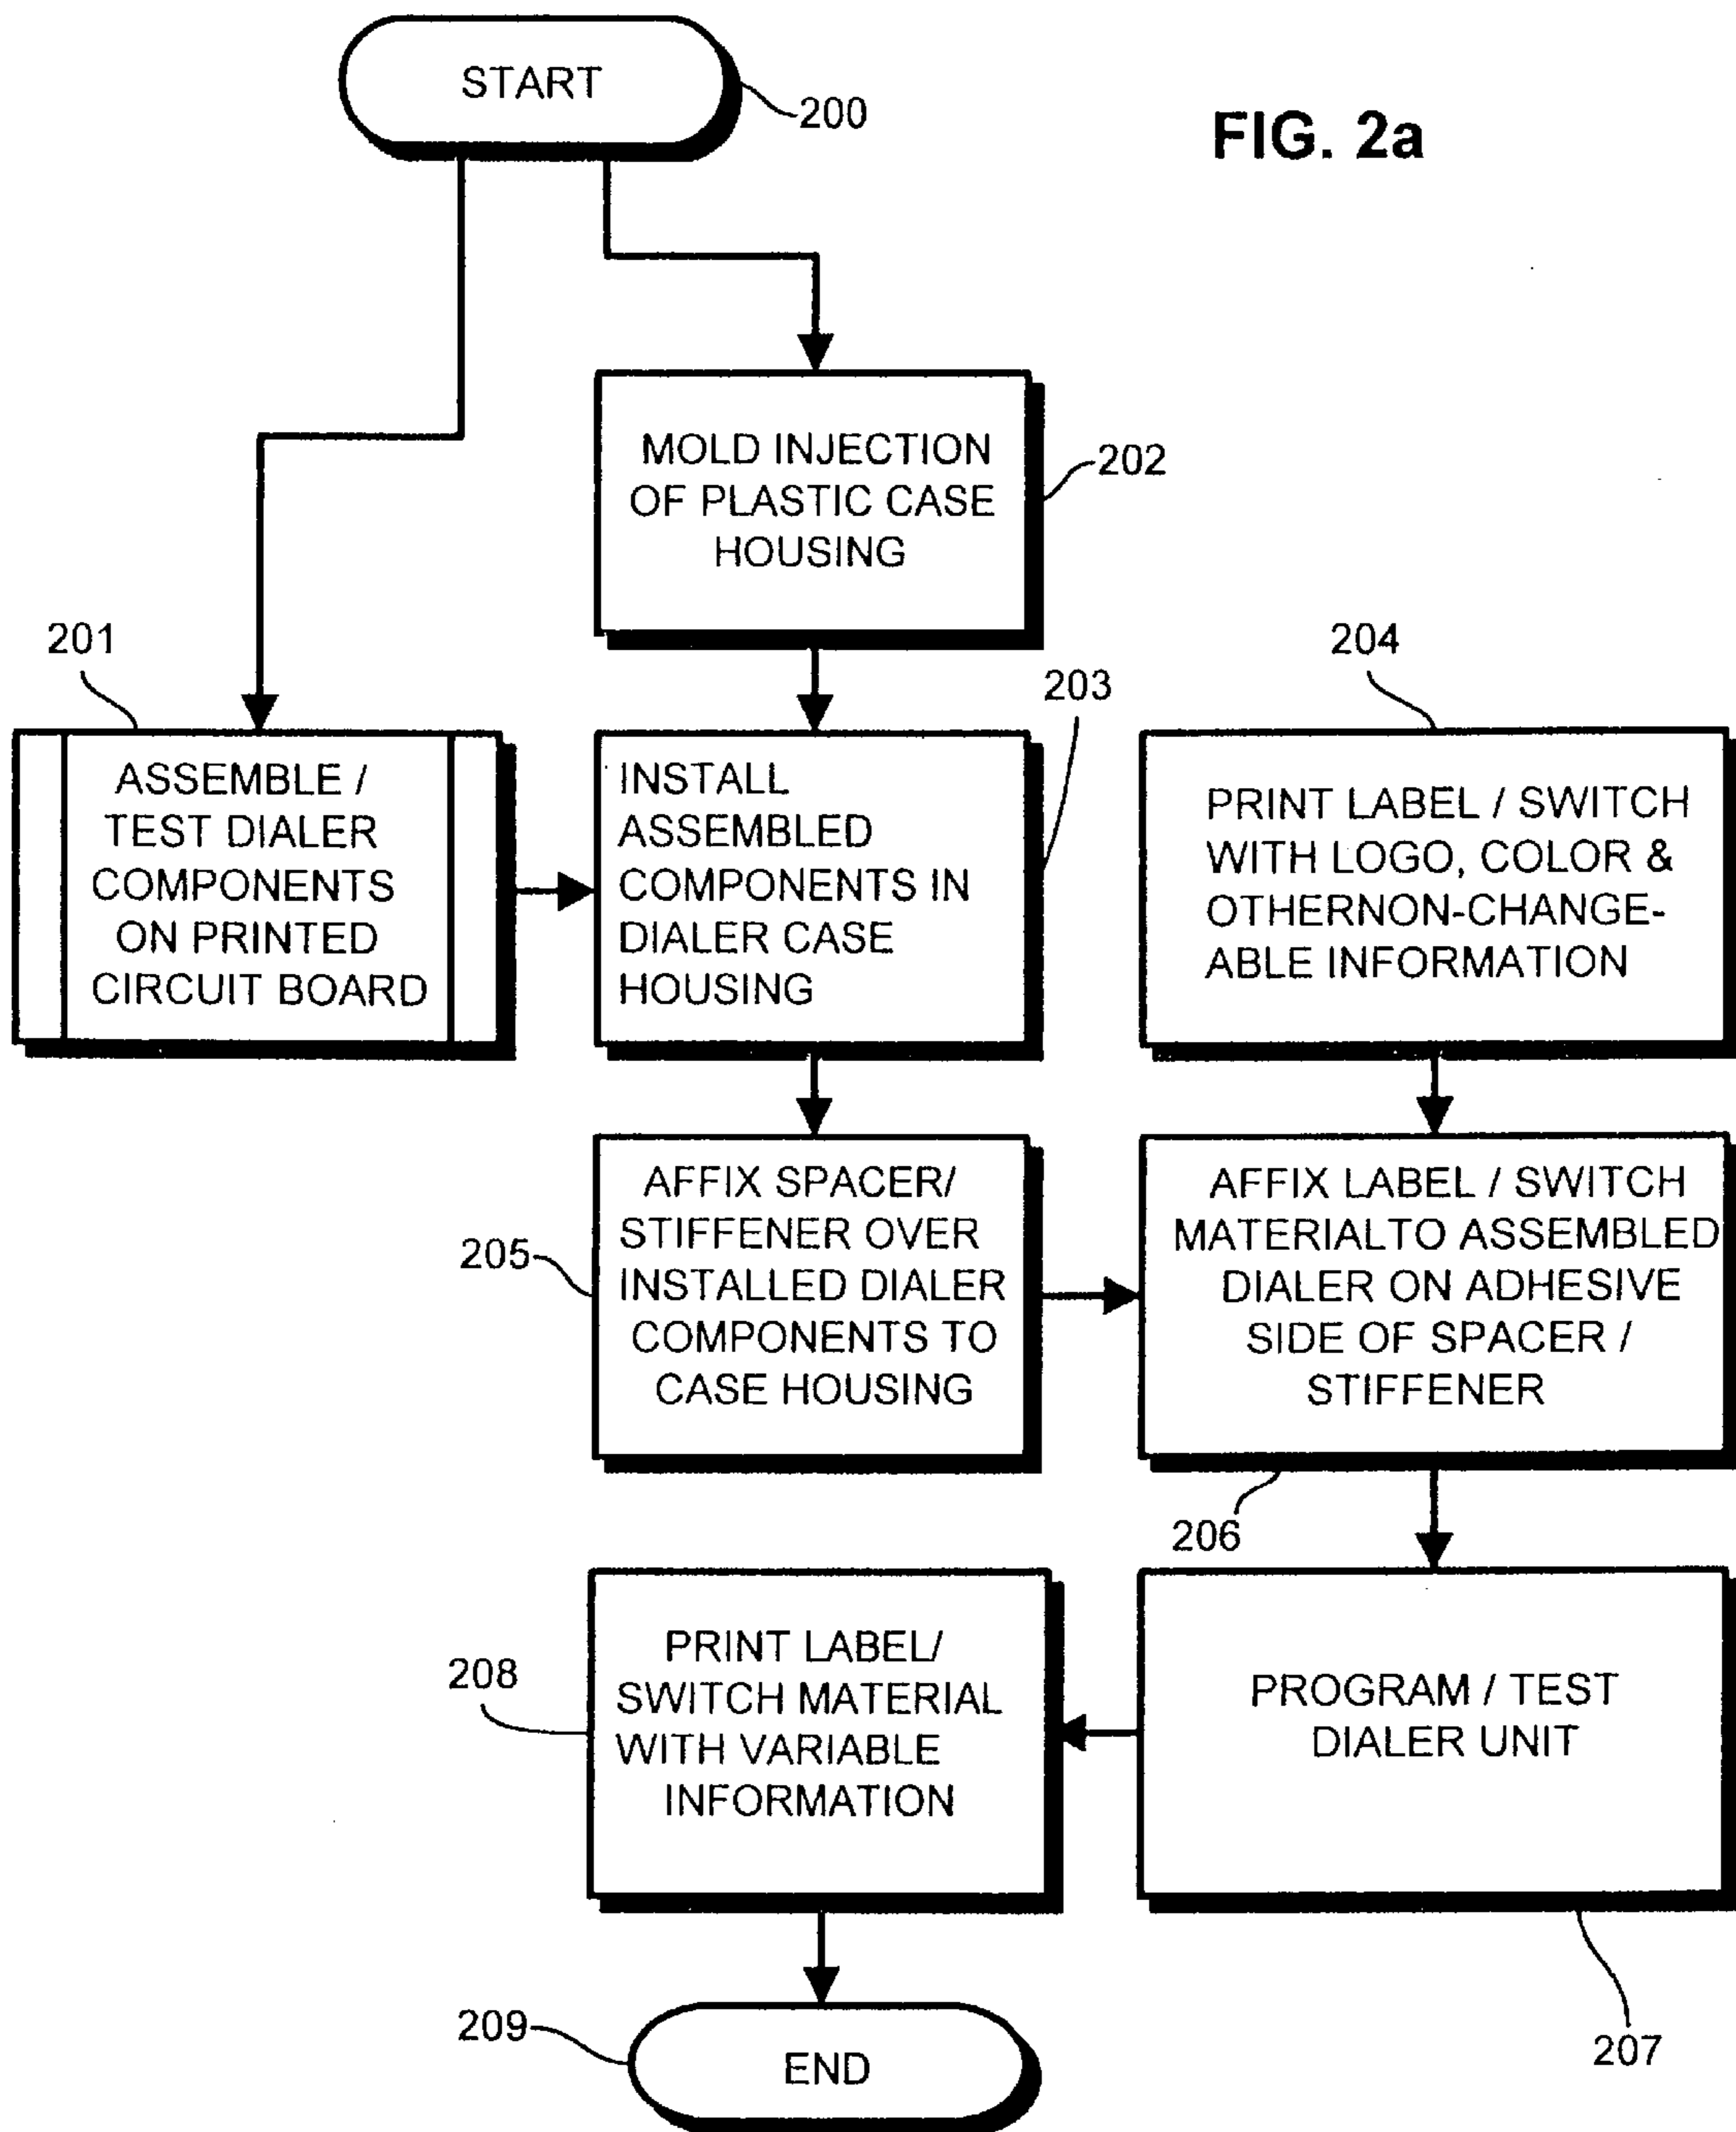 START
200
FIG. 2a
MOLD INJECTION
OF PLASTIC CASE
HOUSING
202
201
ASSEMBLE /
TEST DIALER
COMPONENTS
ON PRINTED
CIRCUIT BOARD
203
INSTALL
ASSEMBLED
COMPONENTS IN
DIALER CASE
HOUSING
204
PRINT LABEL / SWITCH
WITH LOGO, COLOR &
OTHERNON-CHANGE-
ABLE INFORMATION
205
AFFIX SPACER/
STIFFENER OVER
INSTALLED DIALER
COMPONENTS TO
CASE HOUSING
AFFIX LABEL / SWITCH
MATERIALTO ASSEMBLED
DIALER ON ADHESIVE
SIDE OF SPACER /
STIFFENER
206
208
PRINT LABEL/
SWITCH MATERIAL
WITH VARIABLE
INFORMATION
PROGRAM / TEST
DIALER UNIT
207
209
END